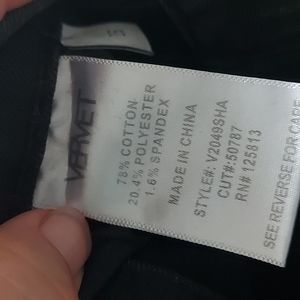 VERVET
78% COTTON
20.4% POLYESTER
1.6% SPANDEX
MADE IN CHINA
STYLE#: V2049SHA
CUT#:50787
RN# 125813
SEE REVERSE FOR CARE